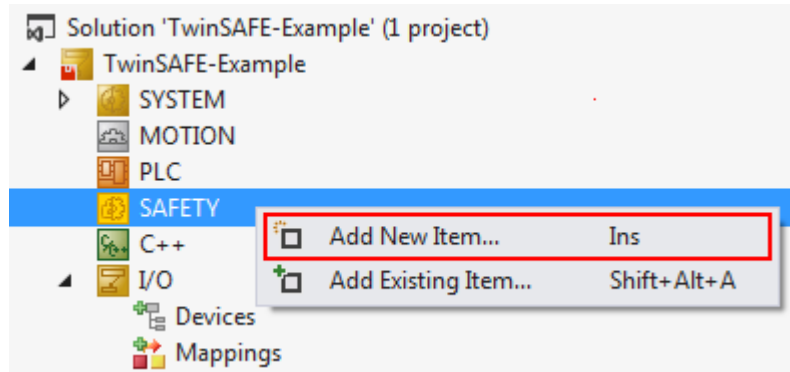 Solution 'TwinSAFE-Example' (1 project)
TwinSAFE-Example
SYSTEM
MOTION
PLC
SAFETY
Add New Item... Ins
C++
I/O
Add Existing Item... Shift+Alt+A
Devices
Mappings